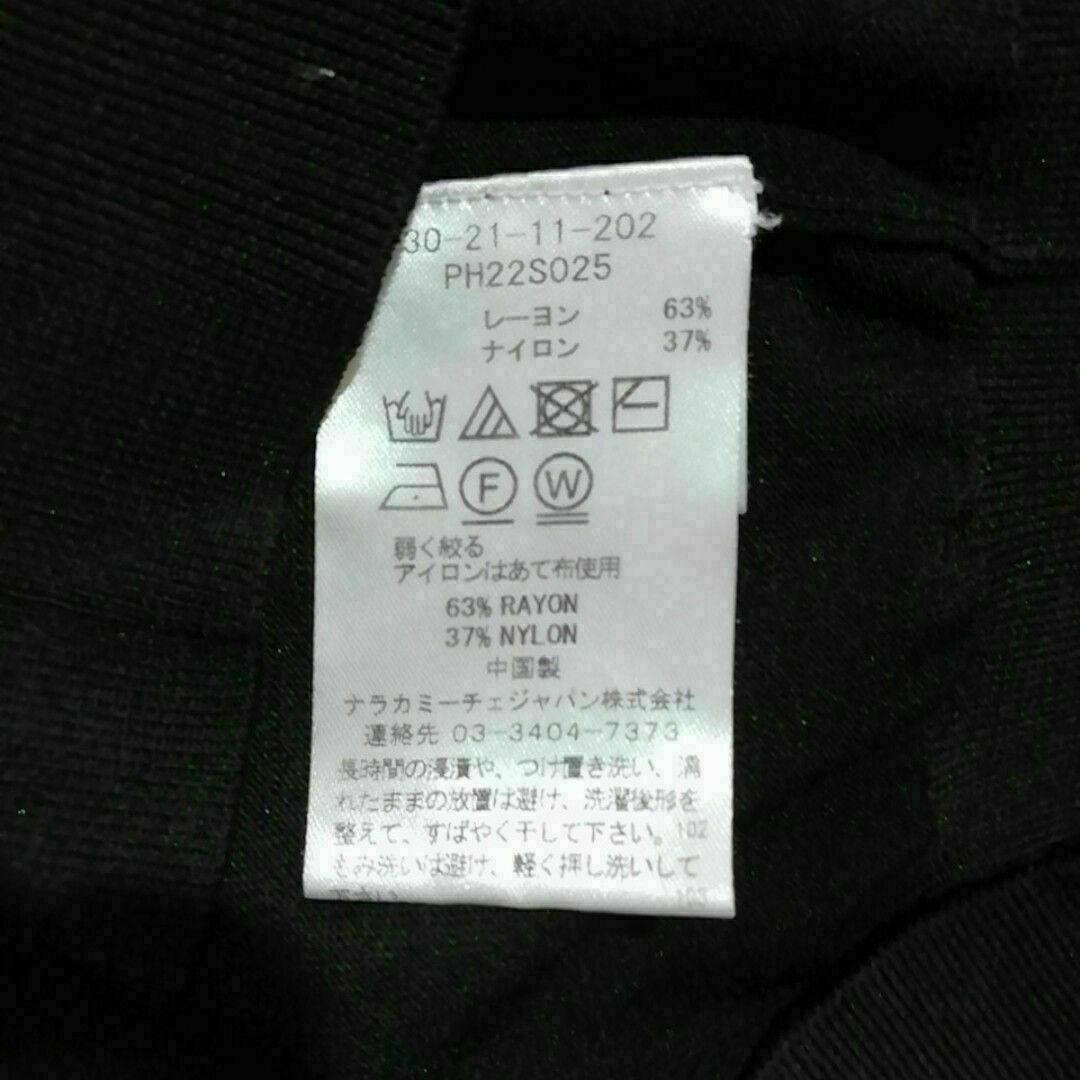 30-21-11-202
PH22S025
レーヨン 63%
ナイロン 37%
F W
弱く絞る
アイロンはあて布使用
63% RAYON
37% NYLON
中国製
ナラカミーチェジャパン株式会社
連絡先 03-3404-7373
長時間の浸漬や、つけ置き洗い、濡
れたままの放置は避け、洗濯後形を
整えて、すばやく干して下さい。 102
もみ洗いは避け、軽く押し洗いして
下さい 103